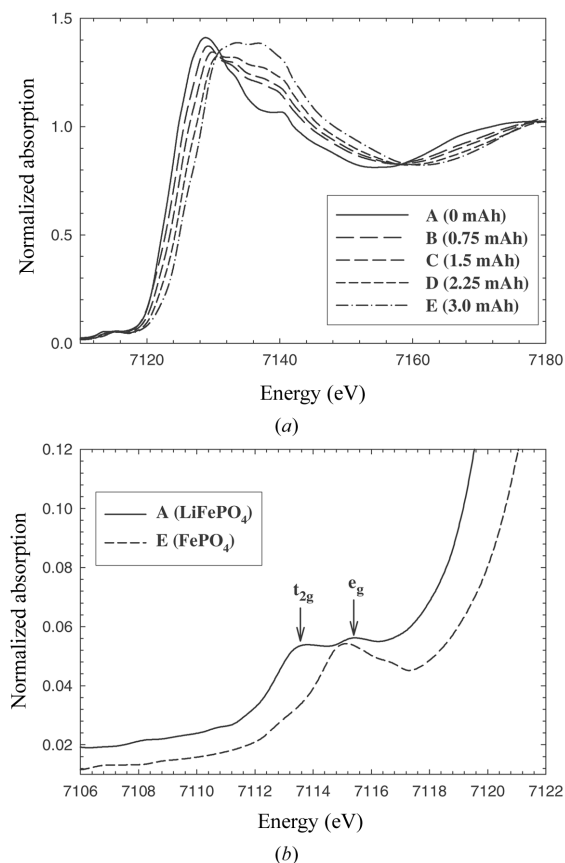 1.5
1.0
0.5
0.0
Normalized absorption
A (0 mAh)
B (0.75 mAh)
C (1.5 mAh)
D (2.25 mAh)
E (3.0 mAh)
7120 7140 7160 7180
Energy (eV)
(a)
0.12
0.10
0.08
0.06
0.04
0.02
Normalized absorption
A (LiFePO4)
E (FePO4)
t2g
eg
7106 7108 7110 7112 7114 7116 7118 7120 7122
Energy (eV)
(b)